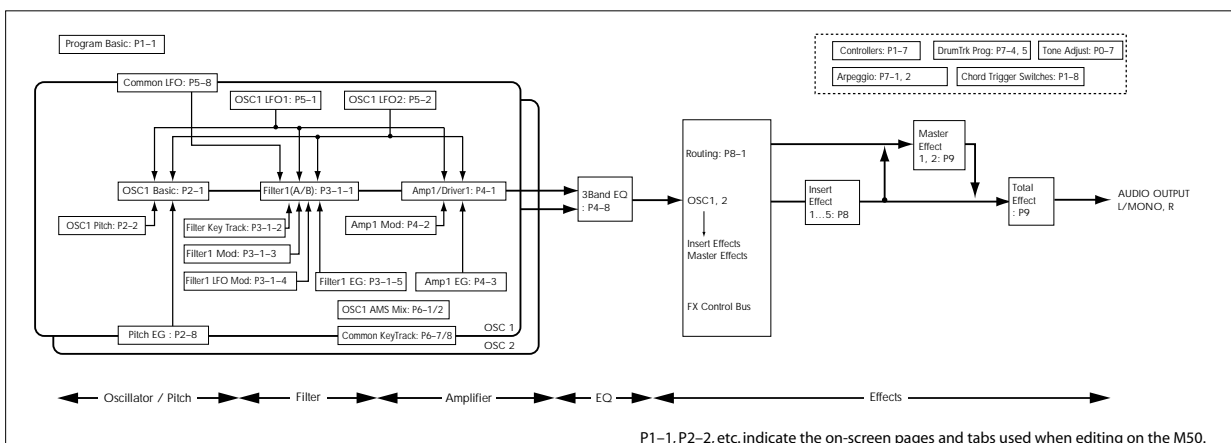 Program Basic: P1–1
Controllers: P1–7
DrumTrk Prog: P7–4, 5
Tone Adjust: P0–7
Arpeggio: P7–1, 2
Chord Trigger Switches: P1–8
Common LFO: P5–8
OSC1 LFO1: P5–1
OSC1 LFO2: P5–2
OSC1 Basic: P2–1
Filter1(A/B): P3–1–1
Amp1/Driver1: P4–1
OSC1 Pitch: P2–2
Filter Key Track: P3–1–2
Amp1 Mod: P4–2
Filter1 Mod: P3–1–3
Filter1 LFO Mod: P3–1–4
Filter1 EG: P3–1–5
Amp1 EG: P4–3
OSC1 AMS Mix: P6–1/2
Pitch EG : P2–8
Common KeyTrack: P6–7/8
OSC 1
OSC 2
3Band EQ
: P4–8
Routing: P8–1
OSC1, 2
Insert Effects
Master Effects
FX Control Bus
Insert
Effect
1...5: P8
Master
Effect
1, 2: P9
Total
Effect
: P9
AUDIO OUTPUT
L/MONO, R
Oscillator / Pitch
Filter
Amplifier
EQ
Effects
P1–1, P2–2, etc. indicate the on-screen pages and tabs used when editing on the M50.